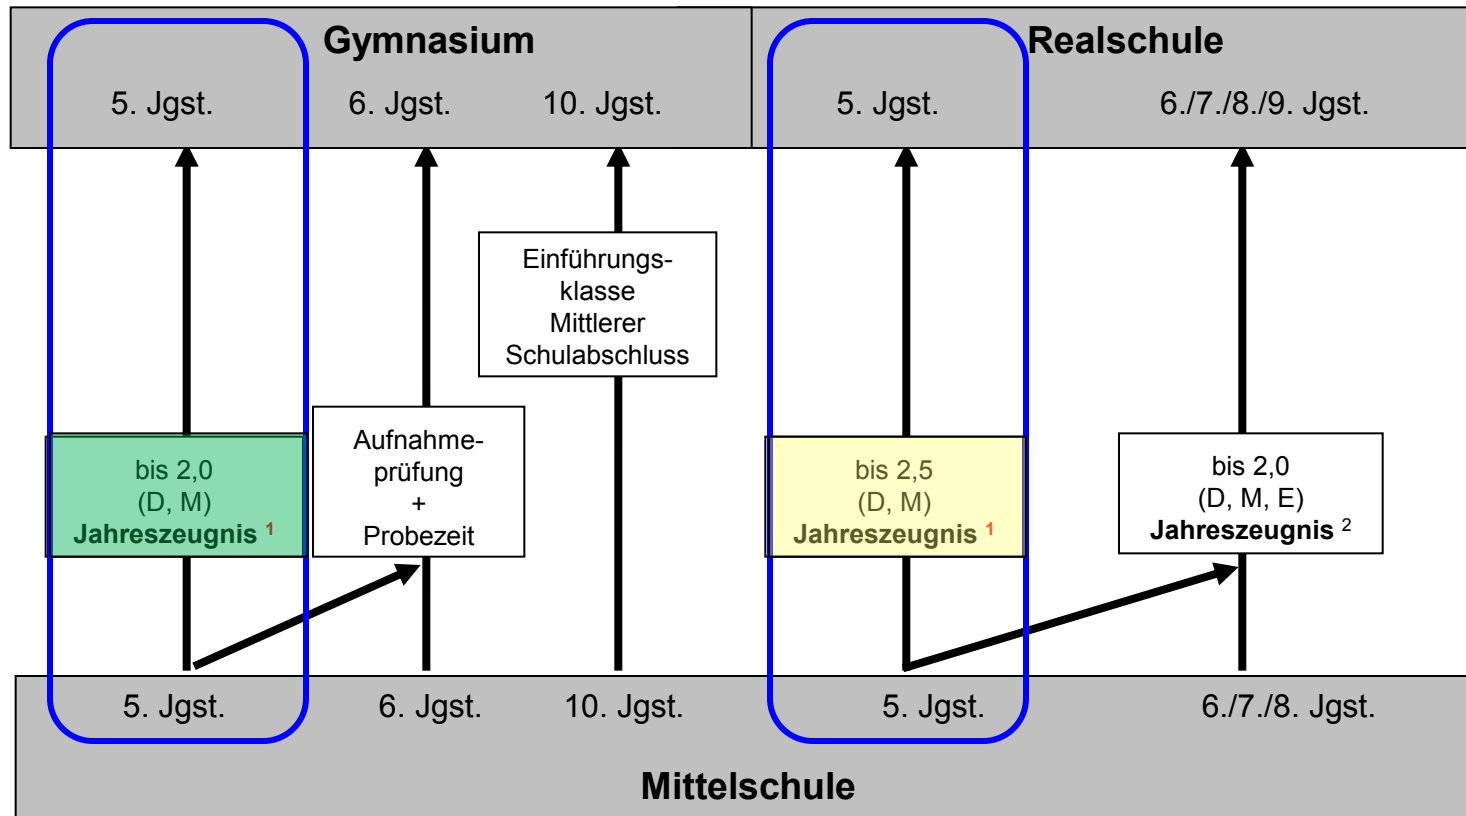 Gymnasium
Realschule
5. Jgst.
6. Jgst.
10. Jgst.
5. Jgst.
6./7./8./9. Jgst.
Einführungs-
klasse
Mittlerer
Schulabschluss
bis 2,0
(D, M)
Jahreszeugnis ¹
Aufnahme-
prüfung
+
Probezeit
bis 2,5
(D, M)
Jahreszeugnis ¹
bis 2,0
(D, M, E)
Jahreszeugnis ²
5. Jgst.
6. Jgst.
10. Jgst.
5. Jgst.
6./7./8. Jgst.
Mittelschule